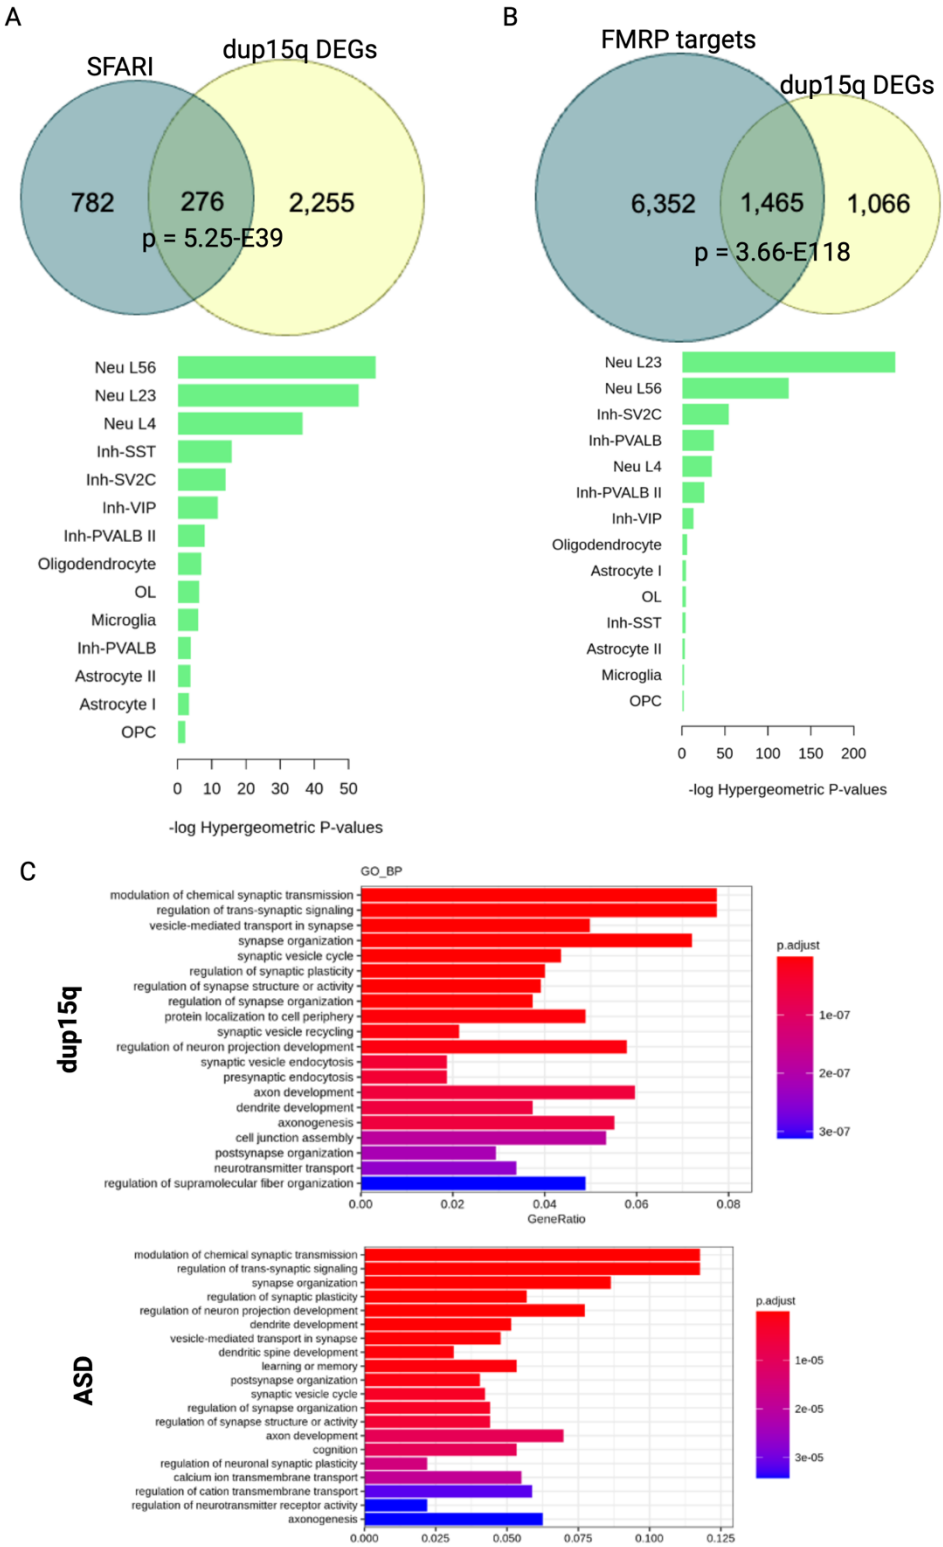 A
SFARI
dup15q DEGs
782
276
2,255
p = 5.25-E39
Neu L56
Neu L23
Neu L4
Inh-SST
Inh-SV2C
Inh-VIP
Inh-PVALB II
Oligodendrocyte
OL
Microglia
Inh-PVALB
Astrocyte II
Astrocyte I
OPC
0 10 20 30 40 50
-log Hypergeometric P-values
B
FMRP targets
dup15q DEGs
6,352
1,465
1,066
p = 3.66-E118
Neu L23
Neu L56
Inh-SV2C
Inh-PVALB
Neu L4
Inh-PVALB II
Inh-VIP
Oligodendrocyte
Astrocyte I
OL
Inh-SST
Astrocyte II
Microglia
OPC
0 50 100 150 200
-log Hypergeometric P-values
C
GO_BP
dup15q
modulation of chemical synaptic transmission
regulation of trans-synaptic signaling
vesicle-mediated transport in synapse
synapse organization
synaptic vesicle cycle
regulation of synaptic plasticity
regulation of synapse structure or activity
regulation of synapse organization
protein localization to cell periphery
synaptic vesicle recycling
regulation of neuron projection development
synaptic vesicle endocytosis
presynaptic endocytosis
axon development
dendrite development
axonogenesis
cell junction assembly
postsynapse organization
neurotransmitter transport
regulation of supramolecular fiber organization
0.00 0.02 0.04 0.06 0.08
GeneRatio
p.adjust
1e-07
2e-07
3e-07
ASD
modulation of chemical synaptic transmission
regulation of trans-synaptic signaling
synapse organization
regulation of synaptic plasticity
regulation of neuron projection development
dendrite development
vesicle-mediated transport in synapse
dendritic spine development
learning or memory
postsynapse organization
synaptic vesicle cycle
regulation of synapse organization
regulation of synapse structure or activity
axon development
cognition
regulation of neuronal synaptic plasticity
calcium ion transmembrane transport
regulation of cation transmembrane transport
regulation of neurotransmitter receptor activity
axonogenesis
0.000 0.025 0.050 0.075 0.100 0.125
p.adjust
1e-05
2e-05
3e-05